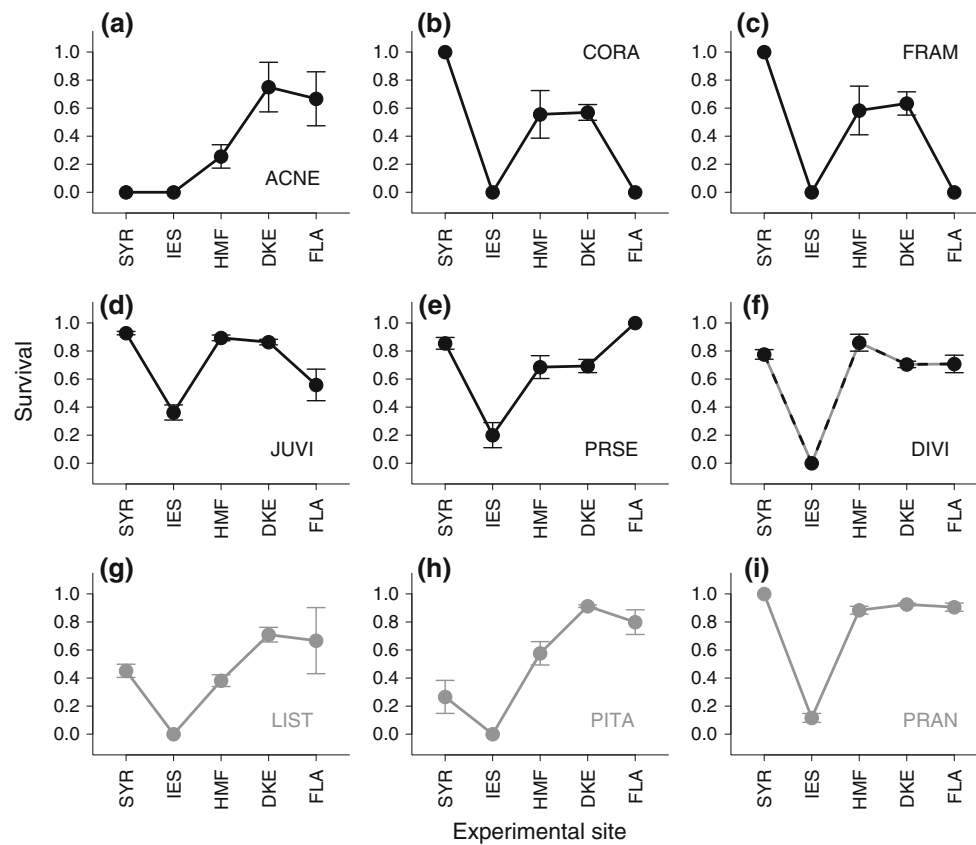 (a) (b) (c)
1.0 1.0 CORA 1.0 FRAM
0.8 0.8 0.8
0.6 0.6 0.6
0.4 0.4 0.4
0.2 ACNE 0.2 0.2
0.0 0.0 0.0
SYR IES HMF DKE FLA SYR IES HMF DKE FLA SYR IES HMF DKE FLA
(d) (e) (f)
Survival
1.0 1.0 1.0
0.8 0.8 0.8
0.6 0.6 0.6
0.4 0.4 0.4
0.2 JUVI 0.2 PRSE 0.2 DIVI
0.0 0.0 0.0
SYR IES HMF DKE FLA SYR IES HMF DKE FLA SYR IES HMF DKE FLA
(g) (h) (i)
1.0 1.0 1.0
0.8 0.8 0.8
0.6 0.6 0.6
0.4 0.4 0.4
0.2 LIST 0.2 PITA 0.2 PRAN
0.0 0.0 0.0
SYR IES HMF DKE FLA SYR IES HMF DKE FLA SYR IES HMF DKE FLA
Experimental site